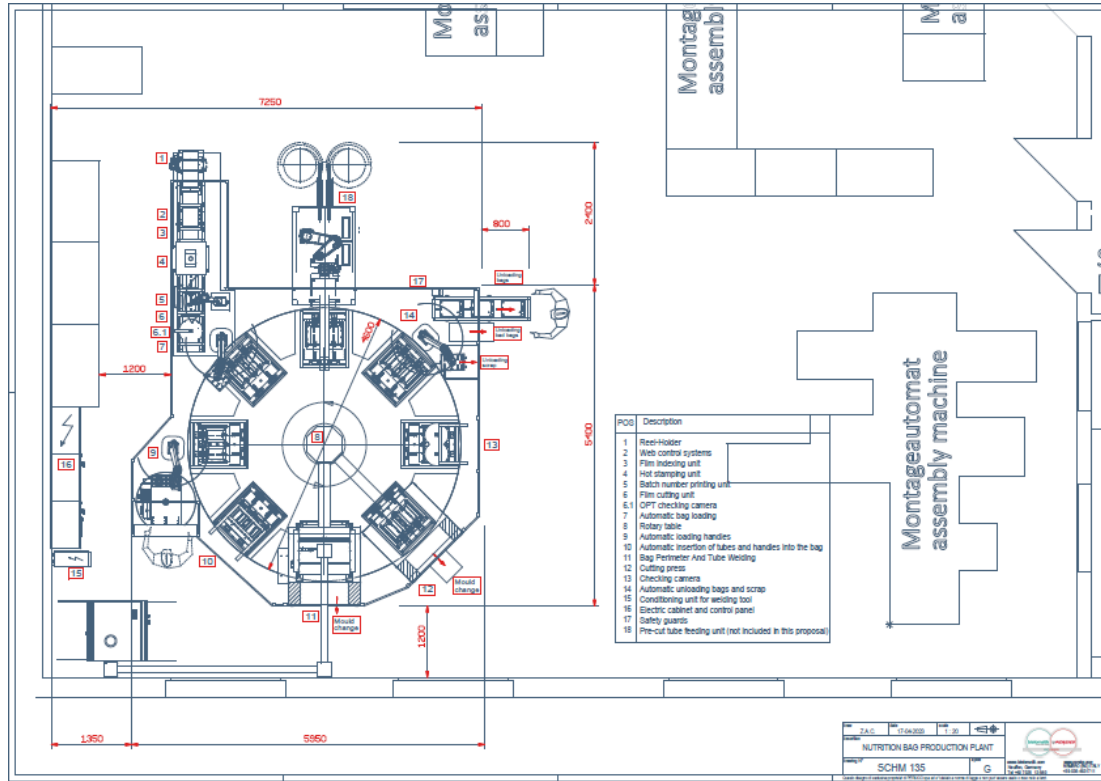 Montag
assembl
7250
1
2
3
4
5
6
6.1
7
18
2400
800
17
Unloading
bags
14
Unloading
bad bags
Unloading
scrap
4600
1200
8
5400
13
9
16
15
10
12
Mould
change
11
Mould
change
1200
1350
5950
POS Description
1 Reel-Holder
2 Web control systems
3 Film indexing unit
4 Hot stamping unit
5 Batch number printing unit
6 Film cutting unit
6.1 OPT checking camera
7 Automatic bag loading
8 Rotary table
9 Automatic loading handles
10 Automatic insertion of tubes and handles into the bag
11 Bag Perimeter And Tube Welding
12 Cutting press
13 Checking camera
14 Automatic unloading bags and scrap
15 Conditioning unit for welding tool
16 Electric cabinet and control panel
17 Safety guards
18 Pre-cut tube feeding unit (not included in this proposal)
Montageautomat
assembly machine
Z.A.C. 17-04-2020 1 : 20
NUTRITION BAG PRODUCTION PLANT
SCHM 135 G